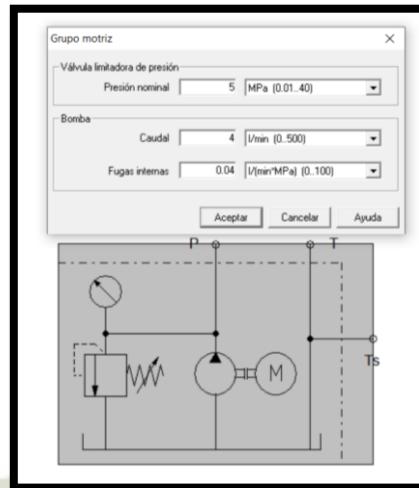 Grupo motriz
Válvula limitadora de presión
Presión nominal 5 MPa (0.01..40)
Bomba
Caudal 4 l/min (0..500)
Fugas internas 0.04 l/(min*MPa) (0..100)
Aceptar Cancelar Ayuda
P T
Ts
M